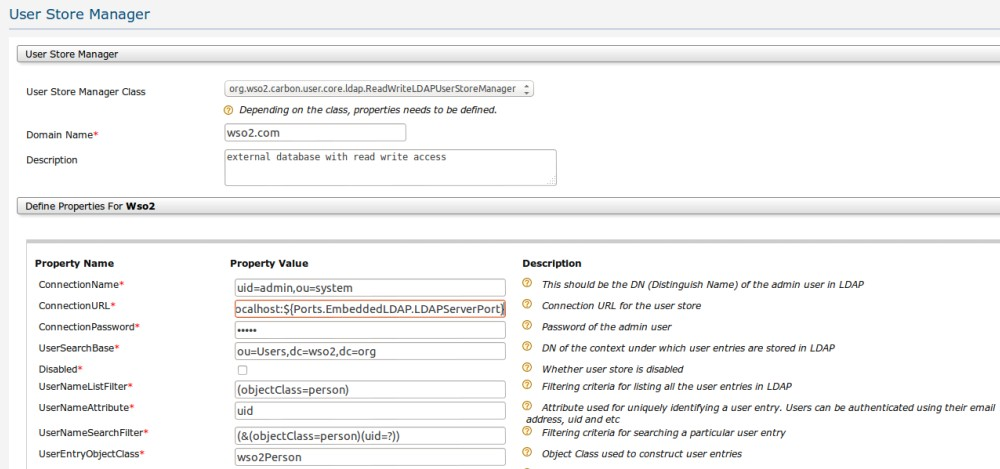 User Store Manager
User Store Manager
User Store Manager Class
org.wso2.carbon.user.core.ldap.ReadWriteLDAPUserStoreManager
Depending on the class, properties needs to be defined.
Domain Name*
wso2.com
Description
external database with read write access
Define Properties For Wso2
Property Name Property Value Description
ConnectionName* uid=admin,ou=system This should be the DN (Distinguish Name) of the admin user in LDAP
ConnectionURL* ocalhost:${Ports.EmbeddedLDAP.LDAPServerPort} Connection URL for the user store
ConnectionPassword* ••••• Password of the admin user
UserSearchBase* ou=Users,dc=wso2,dc=org DN of the context under which user entries are stored in LDAP
Disabled* Whether user store is disabled
UserNameListFilter* (objectClass=person) Filtering criteria for listing all the user entries in LDAP
UserNameAttribute* uid Attribute used for uniquely identifying a user entry. Users can be authenticated using their email
address, uid and etc
UserNameSearchFilter* (&(objectClass=person)(uid=?)) Filtering criteria for searching a particular user entry
UserEntryObjectClass* wso2Person Object Class used to construct user entries